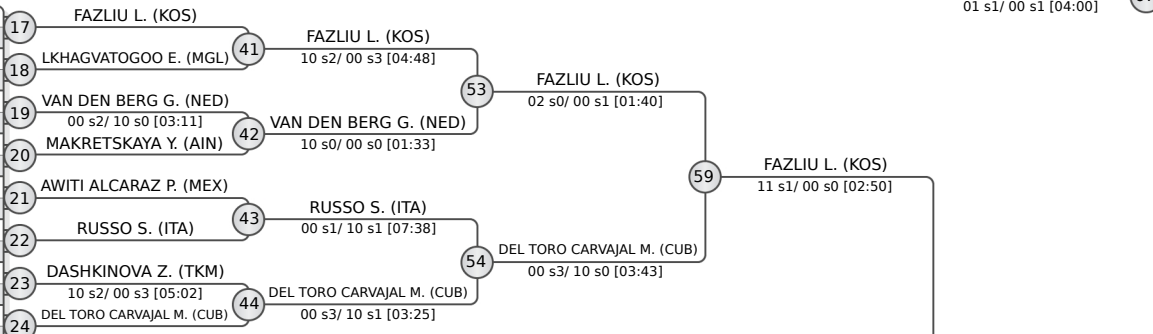 01 s1/ 00 s1 [04:00]
17
FAZLIU L. (KOS)
18
LKHAGVATOGOO E. (MGL)
41
FAZLIU L. (KOS)
10 s2/ 00 s3 [04:48]
19
VAN DEN BERG G. (NED)
00 s2/ 10 s0 [03:11]
20
MAKRETSKAYA Y. (AIN)
42
VAN DEN BERG G. (NED)
10 s0/ 00 s0 [01:33]
53
FAZLIU L. (KOS)
02 s0/ 00 s1 [01:40]
21
AWITI ALCARAZ P. (MEX)
22
RUSSO S. (ITA)
43
RUSSO S. (ITA)
00 s1/ 10 s1 [07:38]
23
DASHKINOVA Z. (TKM)
10 s2/ 00 s3 [05:02]
24
DEL TORO CARVAJAL M. (CUB)
44
DEL TORO CARVAJAL M. (CUB)
00 s3/ 10 s1 [03:25]
54
DEL TORO CARVAJAL M. (CUB)
00 s3/ 10 s0 [03:43]
59
FAZLIU L. (KOS)
11 s1/ 00 s0 [02:50]